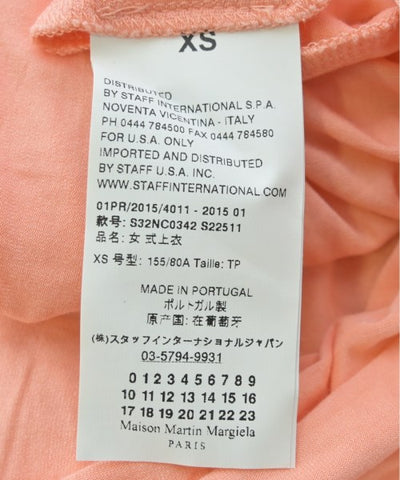 XS
DISTRIBUTED
BY STAFF INTERNATIONAL S.P.A.
NOVENTA VICENTINA - ITALY
PH 0444 784500 FAX 0444 784580
FOR U.S.A. ONLY
IMPORTED AND DISTRIBUTED
BY STAFF U.S.A. INC.
WWW.STAFFINTERNATIONAL.COM
01PR/2015/4011 - 2015 01
款号: S32NC0342 S22511
品名: 女式上衣
XS 号型: 155/80A Taille: TP
MADE IN PORTUGAL
ポルトガル製
原产国: 在葡萄牙
(株)スタッフインターナショナルジャパン
03-5794-9931
0 1 2 3 4 5 6 7 8 9
10 11 12 13 14 15 16
17 18 19 20 21 22 23
Maison Martin Margiela
PARIS